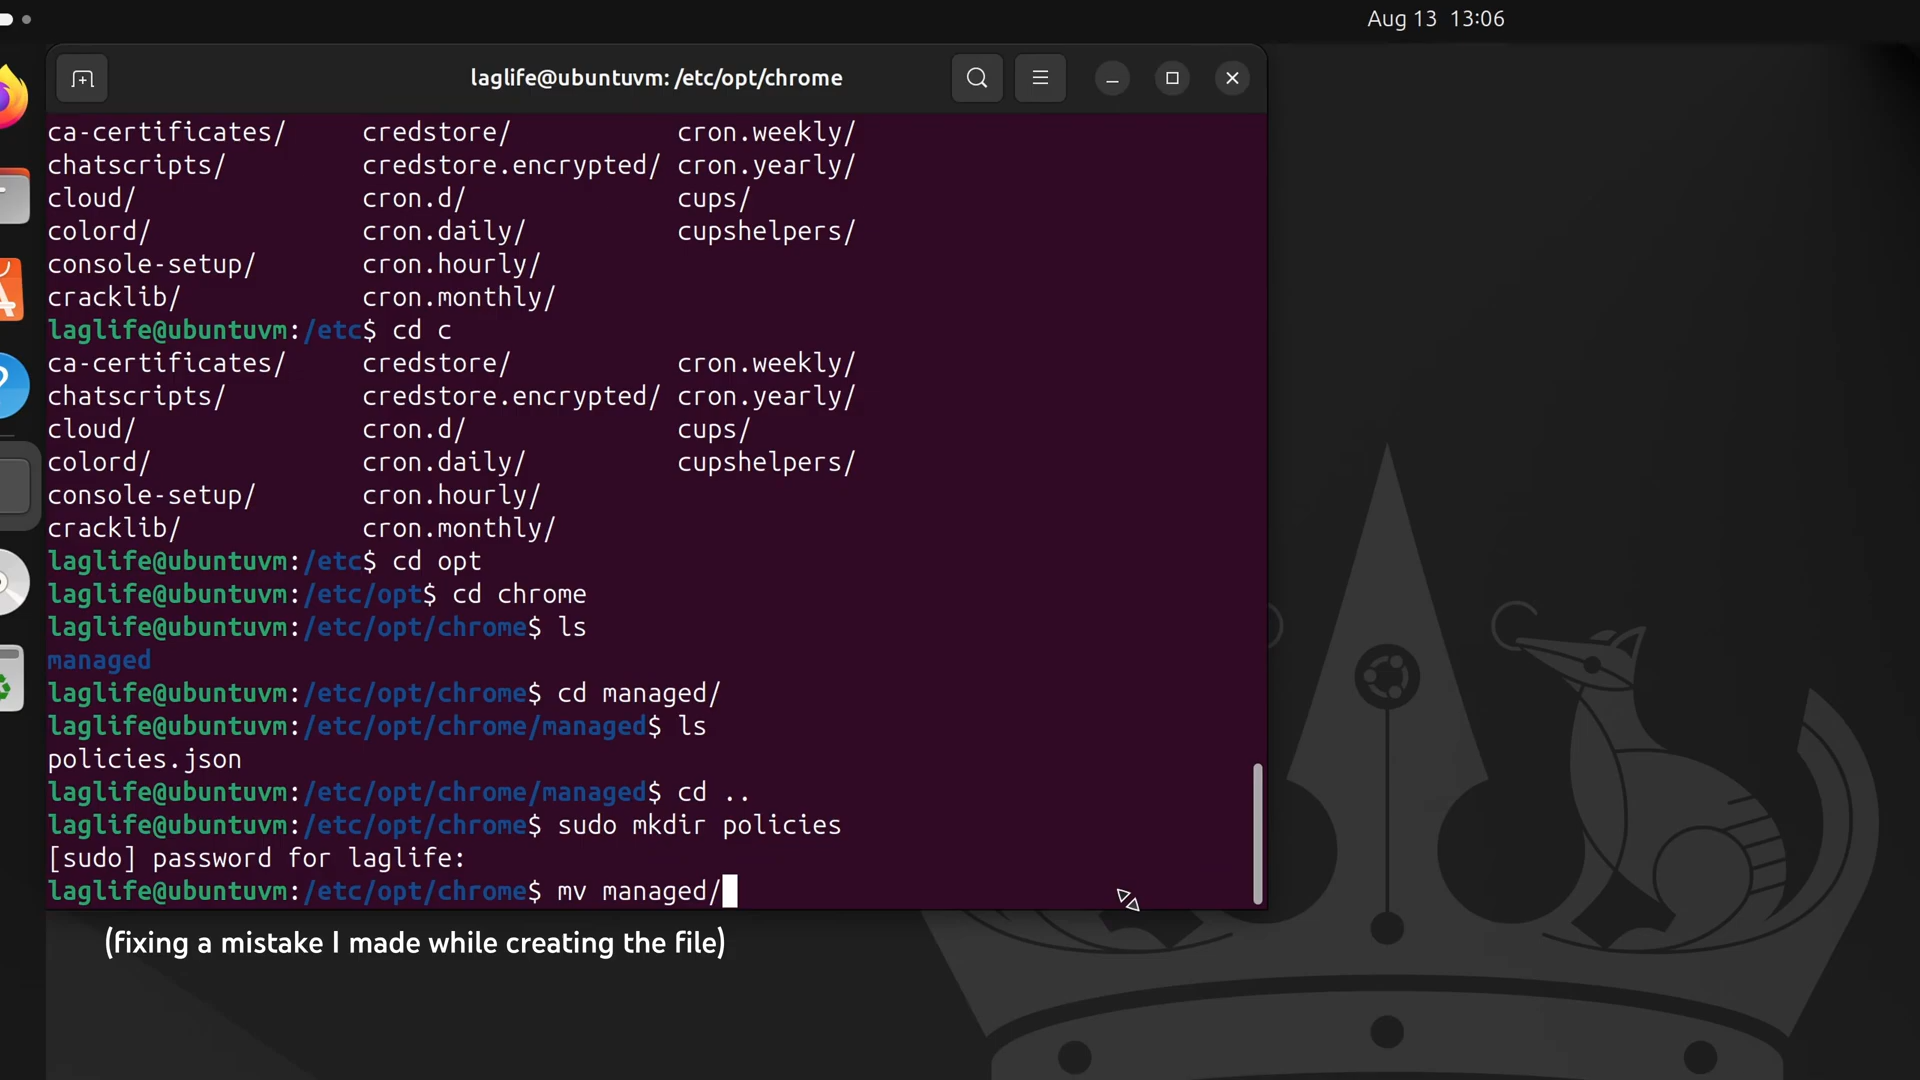 Aug 13 13:06
laglife@ubuntuvm: /etc/opt/chrome
ca-certificates/ credstore/ cron.weekly/
chatscripts/ credstore.encrypted/ cron.yearly/
cloud/ cron.d/ cups/
colord/ cron.daily/ cupshelpers/
console-setup/ cron.hourly/
cracklib/ cron.monthly/
laglife@ubuntuvm:/etc$ cd c
ca-certificates/ credstore/ cron.weekly/
chatscripts/ credstore.encrypted/ cron.yearly/
cloud/ cron.d/ cups/
colord/ cron.daily/ cupshelpers/
console-setup/ cron.hourly/
cracklib/ cron.monthly/
laglife@ubuntuvm:/etc$ cd opt
laglife@ubuntuvm:/etc/opt$ cd chrome
laglife@ubuntuvm:/etc/opt/chrome$ ls
managed
laglife@ubuntuvm:/etc/opt/chrome$ cd managed/
laglife@ubuntuvm:/etc/opt/chrome/managed$ ls
policies.json
laglife@ubuntuvm:/etc/opt/chrome/managed$ cd ..
laglife@ubuntuvm:/etc/opt/chrome$ sudo mkdir policies
[sudo] password for laglife:
laglife@ubuntuvm:/etc/opt/chrome$ mv managed/
(fixing a mistake I made while creating the file)